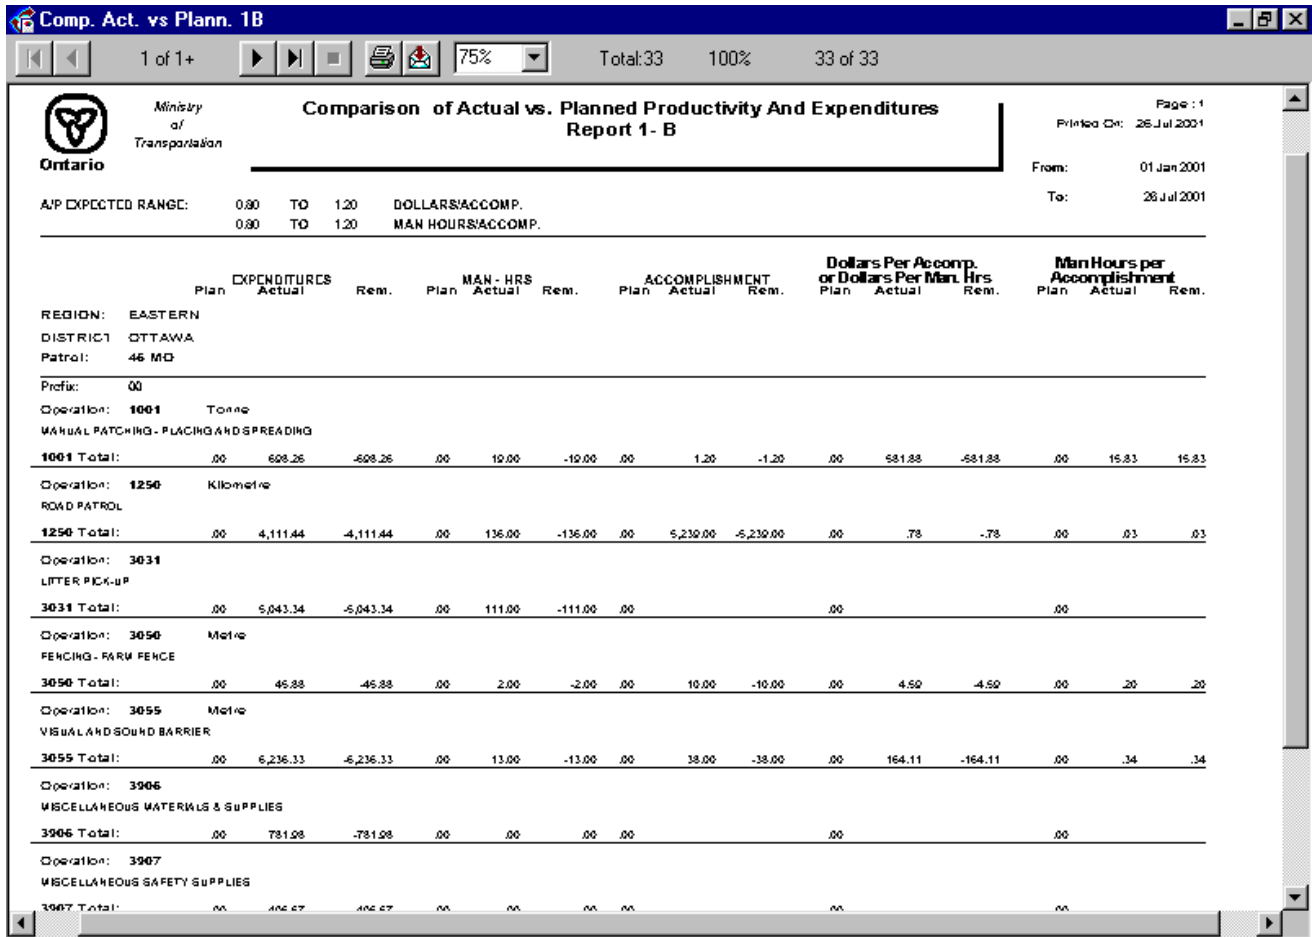 Comp. Act. vs Plann. 1B
1 of 1+ 75% Total:33 100% 33 of 33
Ministry of Transportation
Ontario
Comparison of Actual vs. Planned Productivity And Expenditures
Report 1- B
Page : 1
Printed On: 26 Jul 2001
From: 01 Jan 2001
To: 26 Jul 2001
A/P EXPECTED RANGE: 0.80 TO 1.20 DOLLARS/ACCOMP.
0.80 TO 1.20 MAN HOURS/ACCOMP.
EXPENDITURES MAN - HRS ACCOMPLISHMENT Dollars Per Accomp. or Dollars Per Man. Hrs Man Hours per Accomplishment
Plan Actual Rem. Plan Actual Rem. Plan Actual Rem. Plan Actual Rem. Plan Actual Rem.
REGION: EASTERN
DISTRICT OTTAWA
Patrol: 46 MO
Prefix: 00
Operation: 1001 Tonne
MANUAL PATCHING - PLACING AND SPREADING
1001 Total: .00 698.26 -698.26 .00 19.00 -19.00 .00 1.20 -1.20 .00 581.88 -581.88 .00 15.83 15.83
Operation: 1250 Kilometre
ROAD PATROL
1250 Total: .00 4,111.44 -4,111.44 .00 136.00 -136.00 .00 5,239.00 -5,239.00 .00 .78 -.78 .00 .03 .03
Operation: 3031
LITTER PICK-UP
3031 Total: .00 5,043.34 -5,043.34 .00 111.00 -111.00 .00 .00 .00
Operation: 3050 Metre
FENCING - FARM FENCE
3050 Total: .00 45.88 -45.88 .00 2.00 -2.00 .00 10.00 -10.00 .00 4.59 -4.59 .00 .20 .20
Operation: 3055 Metre
VISUAL AND SOUND BARRIER
3055 Total: .00 6,236.33 -6,236.33 .00 13.00 -13.00 .00 38.00 -38.00 .00 164.11 -164.11 .00 .34 .34
Operation: 3906
MISCELLANEOUS MATERIALS & SUPPLIES
3906 Total: .00 781.98 -781.98 .00 .00 .00 .00 .00 .00
Operation: 3907
MISCELLANEOUS SAFETY SUPPLIES
3907 Total: